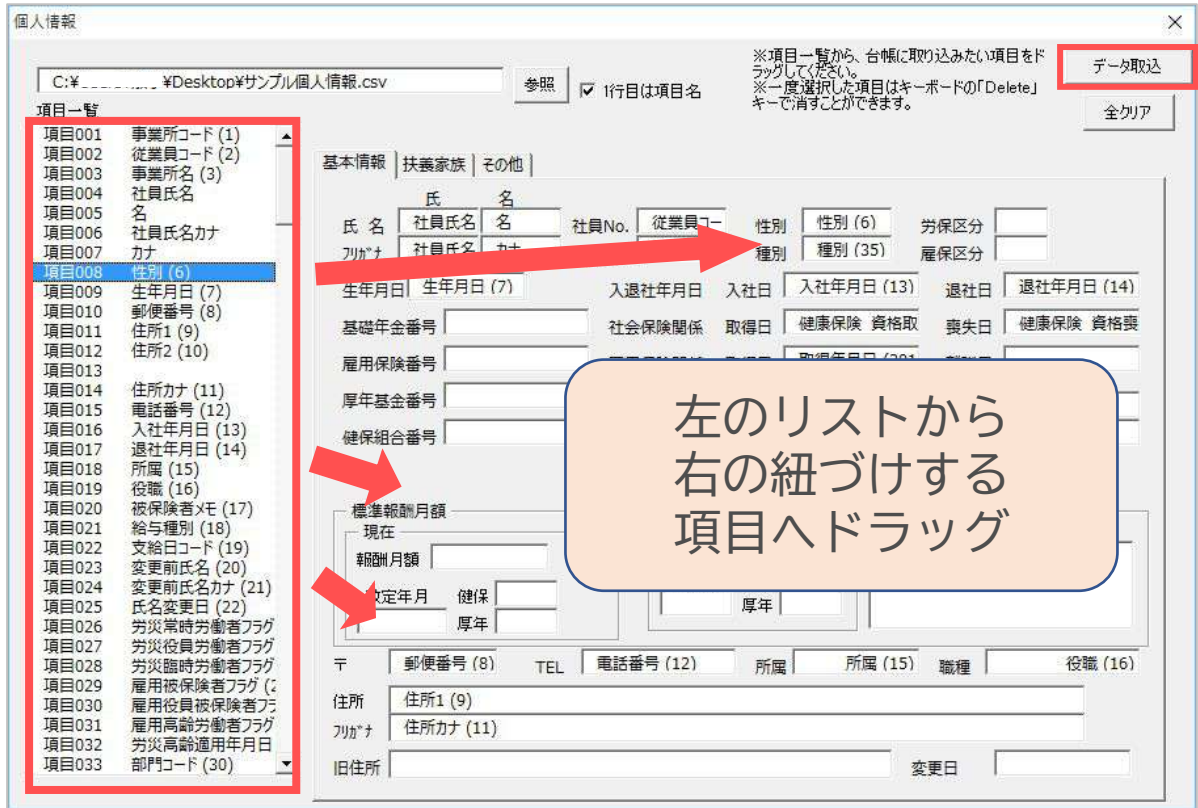 個人情報
C:¥ ¥Desktop¥サンプル個人情報.csv
参照
1行目は項目名
※項目一覧から、台帳に取り込みたい項目をド
ラッグしてください。
※一度選択した項目はキーボードの「Delete」
キーで消すことができます。
データ取込
全クリア
項目一覧
項目001 事業所コード (1)
項目002 従業員コード (2)
項目003 事業所名 (3)
項目004 社員氏名
項目005 名
項目006 社員氏名カナ
項目007 カナ
項目008 性別 (6)
項目009 生年月日 (7)
項目010 郵便番号 (8)
項目011 住所1 (9)
項目012 住所2 (10)
項目013
項目014 住所カナ (11)
項目015 電話番号 (12)
項目016 入社年月日 (13)
項目017 退社年月日 (14)
項目018 所属 (15)
項目019 役職 (16)
項目020 被保険者メモ (17)
項目021 給与種別 (18)
項目022 支給日コード (19)
項目023 変更前氏名 (20)
項目024 変更前氏名カナ (21)
項目025 氏名変更日 (22)
項目026 労災常時労働者フラグ
項目027 労災役員労働者フラグ
項目028 労災臨時労働者フラグ
項目029 雇用被保険者フラグ (2
項目030 雇用役員被保険者フラ
項目031 雇用高齢労働者フラグ
項目032 労災高齢適用年月日
項目033 部門コード (30)
基本情報 扶養家族 その他
氏 名
氏 名 社員氏名 名 社員No. 従業員コー 性別 性別 (6) 労保区分
フリガナ 社員氏名 カナ 種別 種別 (35) 雇保区分
生年月日 生年月日 (7) 入退社年月日 入社日 入社年月日 (13) 退社日 退社年月日 (14)
基礎年金番号 社会保険関係 取得日 健康保険 資格取 喪失日 健康保険 資格喪
雇用保険番号
厚年基金番号
健保組合番号
左のリストから
右の紐づけする
項目へドラッグ
標準報酬月額
現在
報酬月額
改定年月 健保
厚年 厚年
〒 郵便番号 (8) TEL 電話番号 (12) 所属 所属 (15) 職種 役職 (16)
住所 住所1 (9)
フリガナ 住所カナ (11)
旧住所 変更日